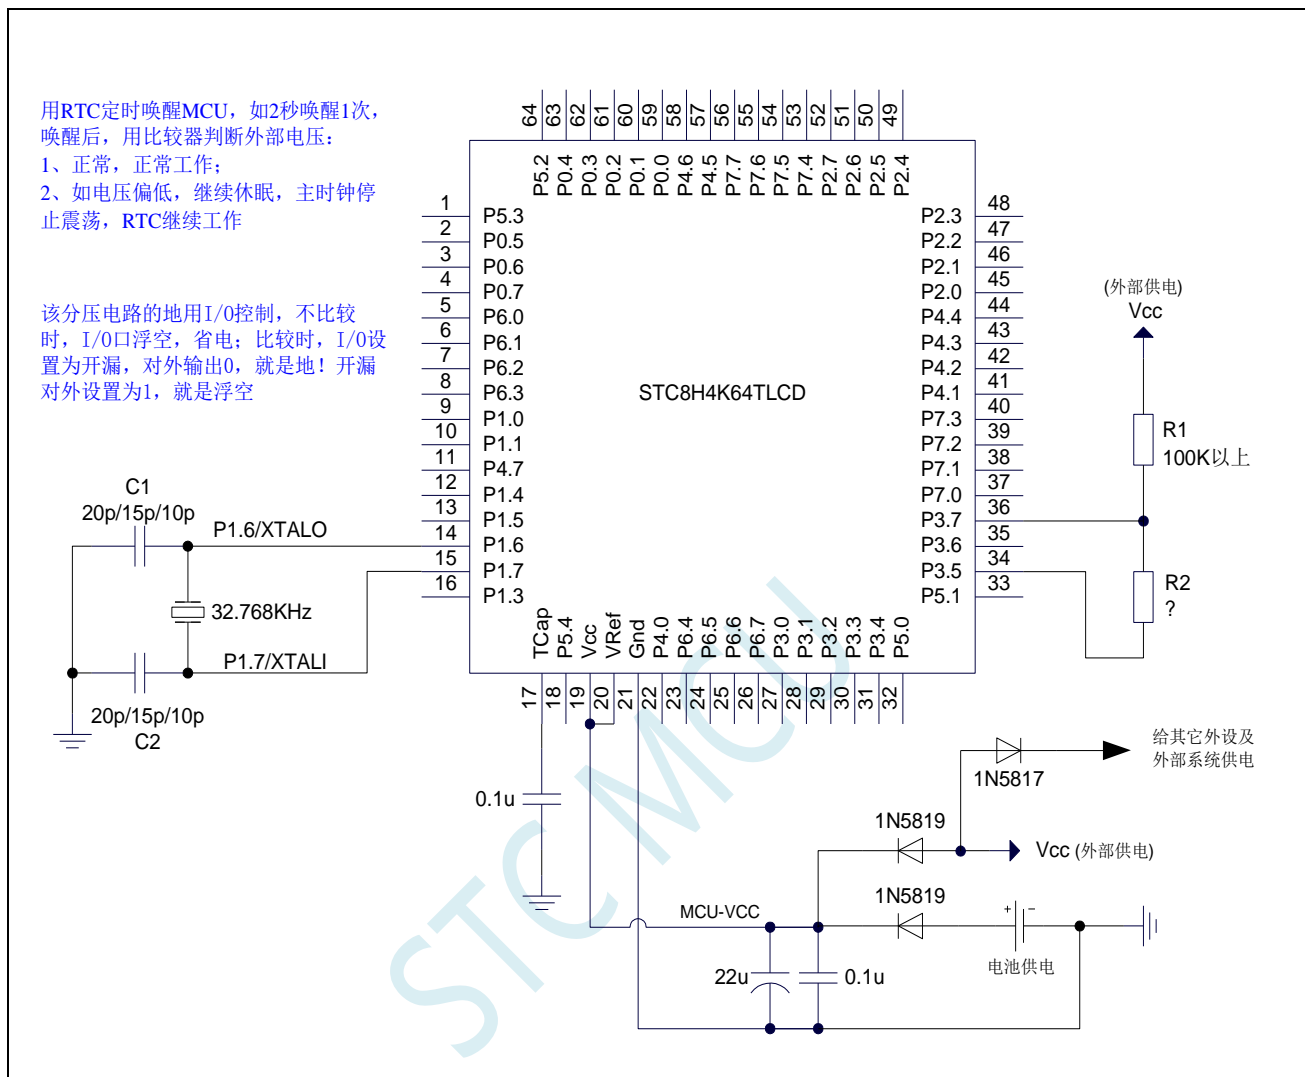 用RTC定时唤醒MCU，如2秒唤醒1次，
唤醒后，用比较器判断外部电压：
1、正常，正常工作；
2、如电压偏低，继续休眠，主时钟停
止震荡，RTC继续工作
该分压电路的地用I/O控制，不比较
时，I/O口浮空，省电；比较时，I/O设
置为开漏，对外输出0，就是地！开漏
对外设置为1，就是浮空
64 63 62 61 60 59 58 57 56 55 54 53 52 51 50 49
P5.2 P0.4 P0.3 P0.2 P0.1 P0.0 P4.6 P4.5 P7.7 P7.6 P7.5 P7.4 P2.7 P2.6 P2.5 P2.4
1 P5.3
2 P0.5
3 P0.6
4 P0.7
5 P6.0
6 P6.1
7 P6.2
8 P6.3
9 P1.0
10 P1.1
11 P4.7
12 P1.4
13 P1.5
14 P1.6
15 P1.7
16 P1.3
STC8H4K64TLCD
P2.3 48
P2.2 47
P2.1 46
P2.0 45
P4.4 44
P4.3 43
P4.2 42
P4.1 41
P7.3 40
P7.2 39
P7.1 38
P7.0 37
P3.7 36
P3.6 35
P3.5 34
P5.1 33
TCap P5.4 Vcc VRef Gnd P4.0 P6.4 P6.5 P6.6 P6.7 P3.0 P3.1 P3.2 P3.3 P3.4 P5.0
17 18 19 20 21 22 23 24 25 26 27 28 29 30 31 32
(外部供电)
Vcc
R1
100K以上
R2
?
C1
20p/15p/10p
P1.6/XTALO
32.768KHz
P1.7/XTALI
20p/15p/10p
C2
0.1u
给其它外设及
外部系统供电
1N5817
1N5819
Vcc (外部供电)
1N5819
MCU-VCC
+ -
电池供电
22u
0.1u
STC MCU